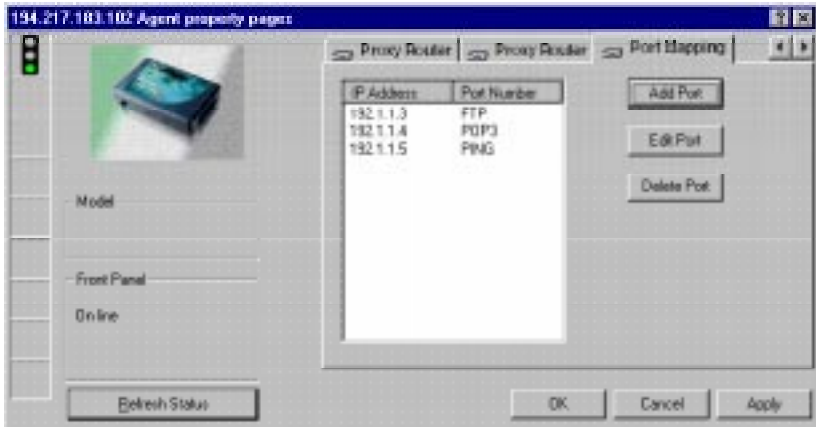 194.217.183.102 Agent property pages
Proxy Router
Proxy Router
Port Mapping
IP Address Port Number
192.1.1.3 FTP
192.1.1.4 POP3
192.1.1.5 PING
Add Port
Edit Port
Delete Port
Model
Front Panel
On line
Refresh Status
OK
Cancel
Apply